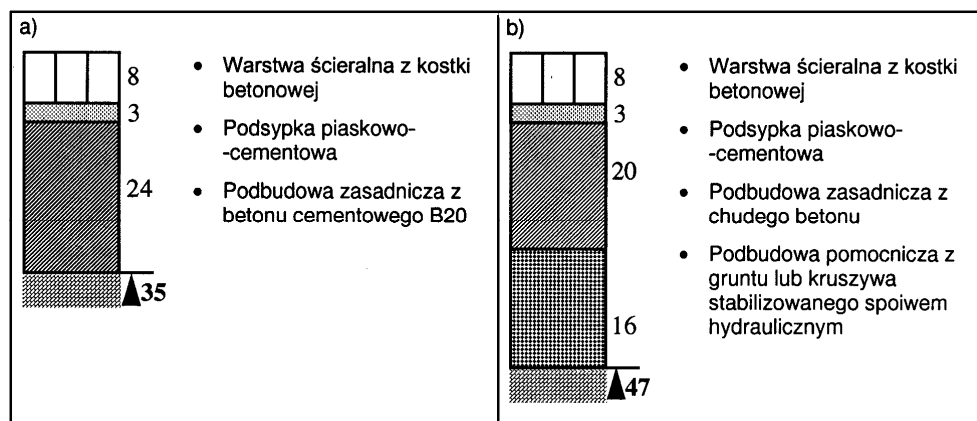 a)
8
3
24
35
• Warstwa ścieralna z kostki
betonowej
• Podsypka piaskowo-
-cementowa
• Podbudowa zasadnicza z
betonu cementowego B20
b)
8
3
20
16
47
• Warstwa ścieralna z kostki
betonowej
• Podsypka piaskowo-
-cementowa
• Podbudowa zasadnicza z
chudego betonu
• Podbudowa pomocnicza z
gruntu lub kruszywa
stabilizowanego spoiwem
hydraulicznym